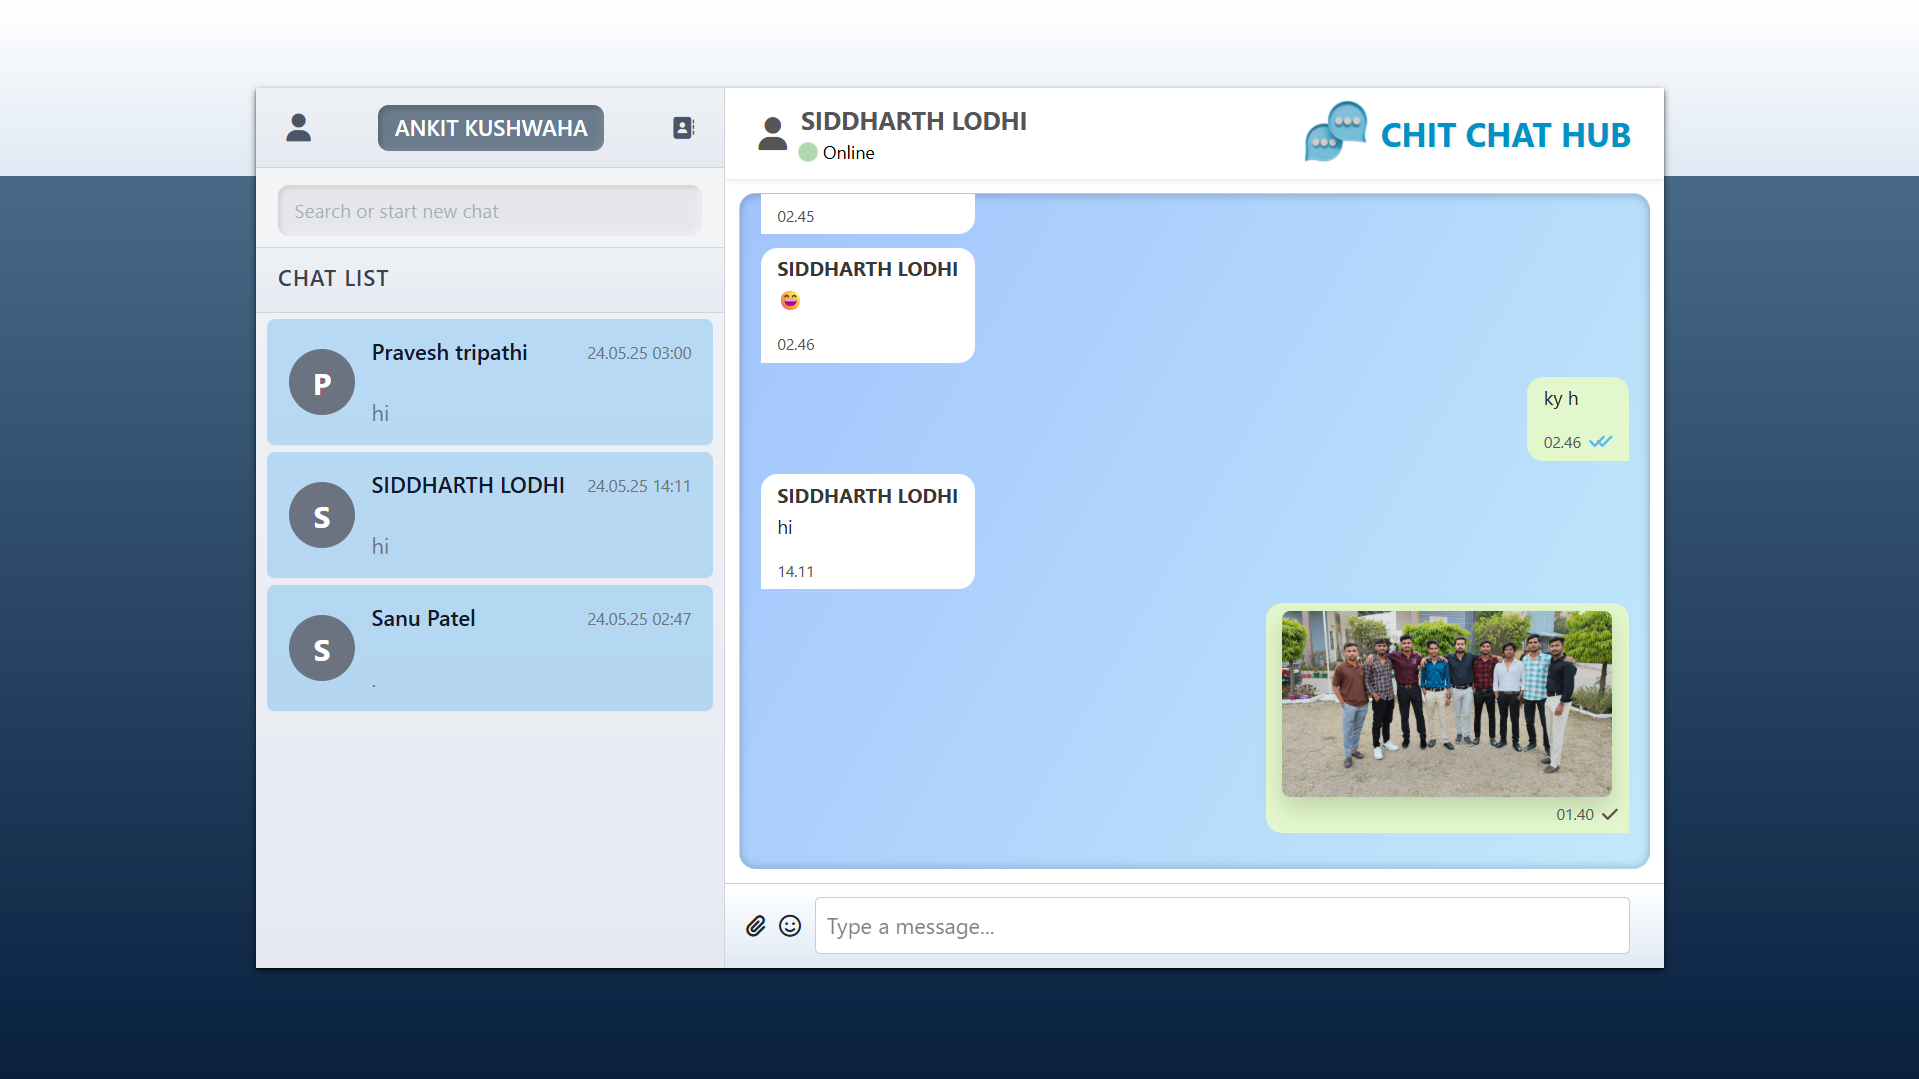 ANKIT KUSHWAHA
Search or start new chat
CHAT LIST
P
Pravesh tripathi
24.05.25 03:00
hi
S
SIDDHARTH LODHI
24.05.25 14:11
hi
S
Sanu Patel
24.05.25 02:47
.
SIDDHARTH LODHI
Online
CHIT CHAT HUB
02.45
SIDDHARTH LODHI
😄
02.46
ky h
02.46
SIDDHARTH LODHI
hi
14.11
01.40
Type a message...